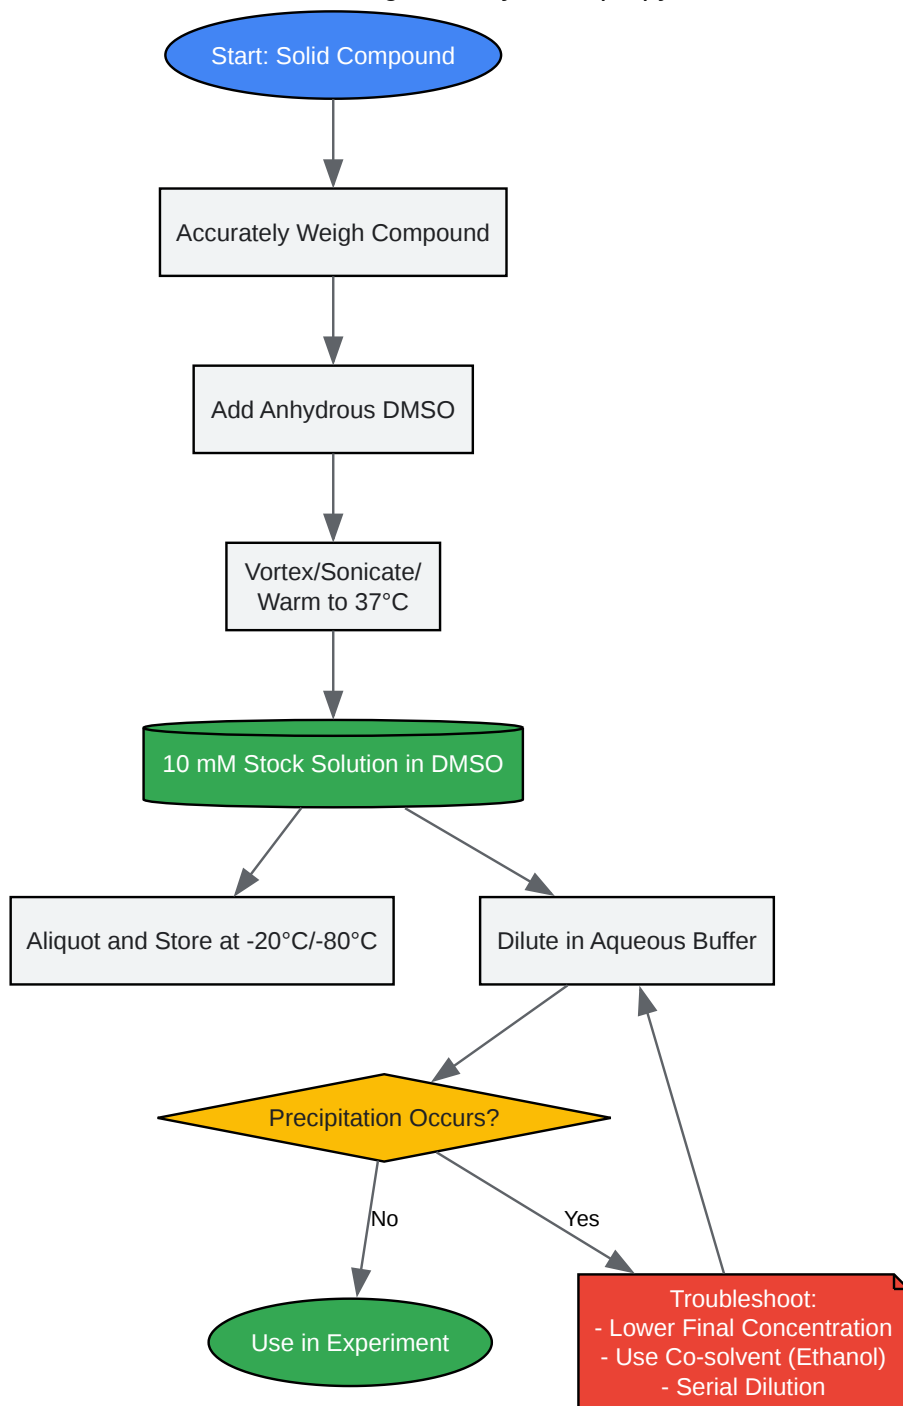 Start: Solid Compound
Accurately Weigh Compound
Add Anhydrous DMSO
Vortex/Sonicate/
Warm to 37°C
10 mM Stock Solution in DMSO
Aliquot and Store at -20°C/-80°C
Dilute in Aqueous Buffer
Precipitation Occurs?
No
Yes
Use in Experiment
Troubleshoot:
- Lower Final Concentration
- Use Co-solvent (Ethanol)
- Serial Dilution